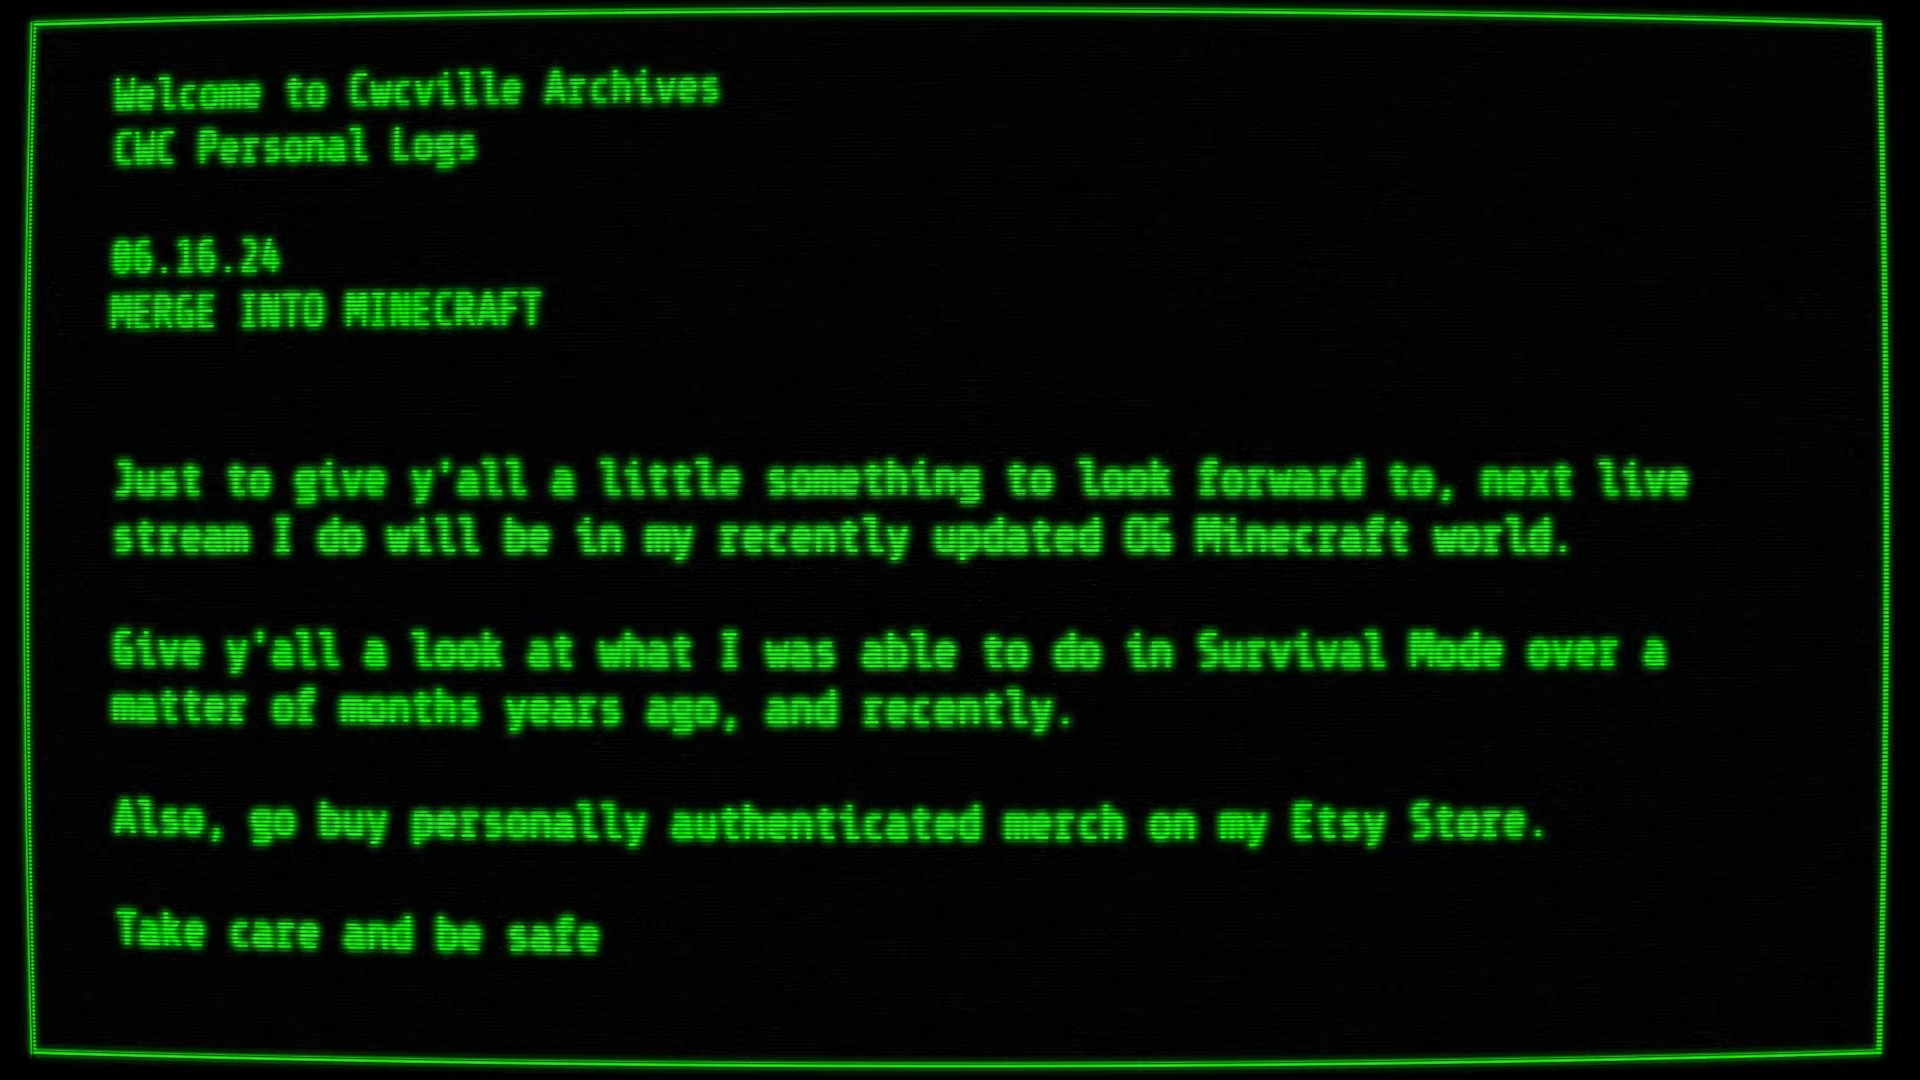 Welcome to Cwcville Archives
CWC Personal Logs
06.16.24
MERGE INTO MINECRAFT
Just to give y'all a little something to look forward to, next live
stream I do will be in my recently updated OG Minecraft world.
Give y'all a look at what I was able to do in Survival Mode over a
matter of months years ago, and recently.
Also, go buy personally authenticated merch on my Etsy Store.
Take care and be safe